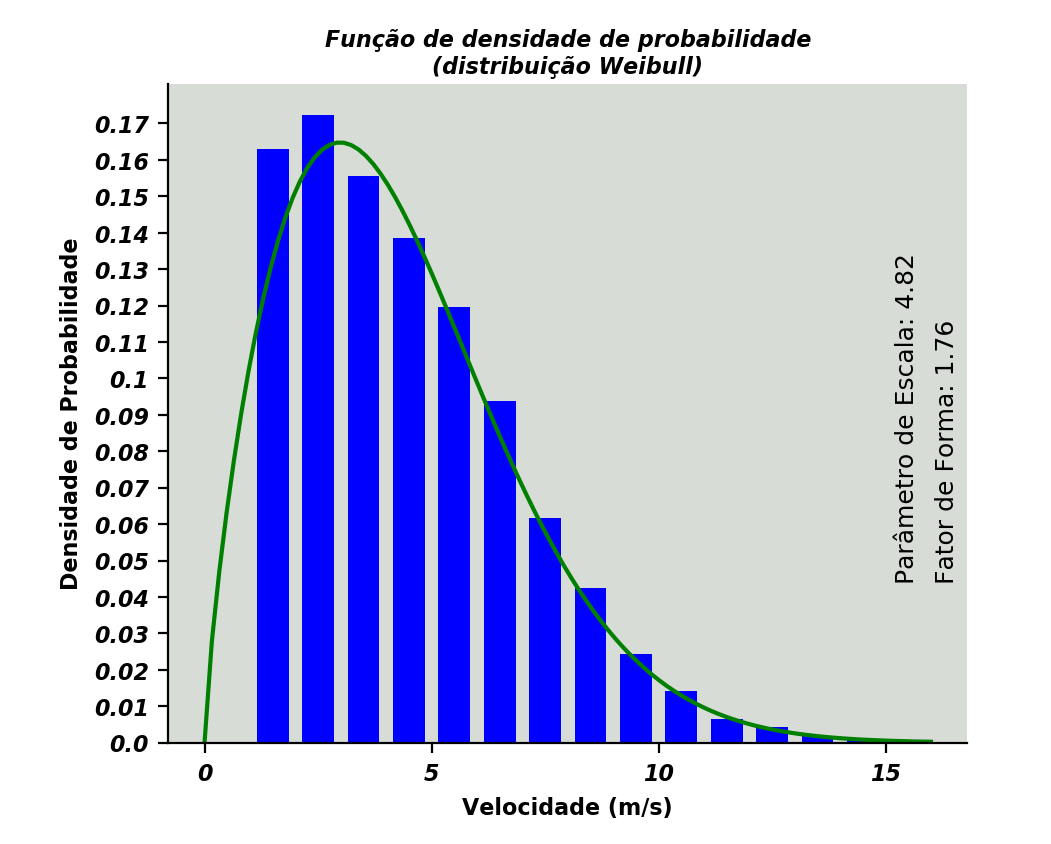 Função de densidade de probabilidade
(distribuição Weibull)
Densidade de Probabilidade
0.17
0.16
0.15
0.14
0.13
0.12
0.11
0.1
0.09
0.08
0.07
0.06
0.05
0.04
0.03
0.02
0.01
0.0
Parâmetro de Escala: 4.82
Fator de Forma: 1.76
0 5 10 15
Velocidade (m/s)